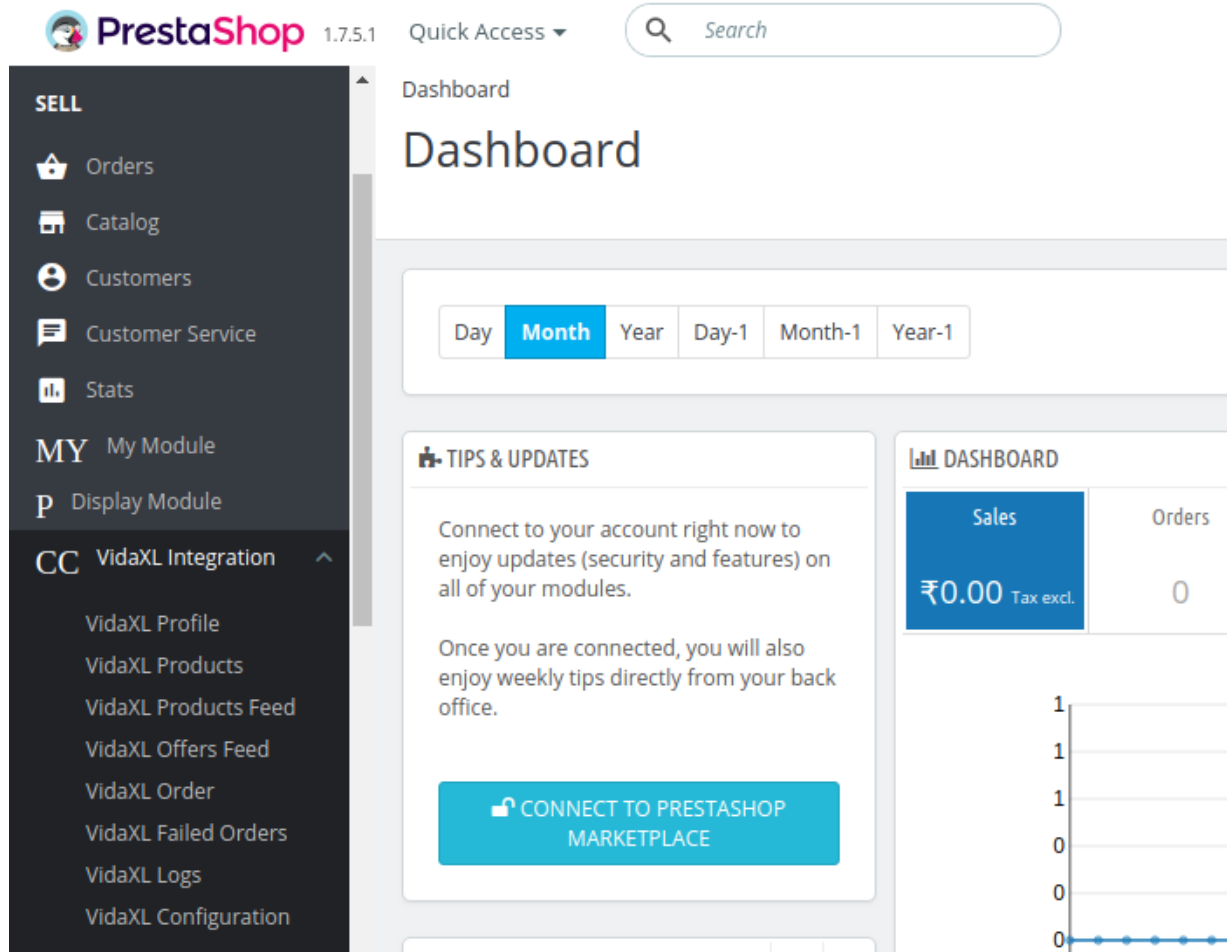 PrestaShop 1.7.5.1 Quick Access Search
SELL
Orders
Catalog
Customers
Customer Service
Stats
MY My Module
P Display Module
CC VidaXL Integration
VidaXL Profile
VidaXL Products
VidaXL Products Feed
VidaXL Offers Feed
VidaXL Order
VidaXL Failed Orders
VidaXL Logs
VidaXL Configuration
Dashboard
Dashboard
Day Month Year Day-1 Month-1 Year-1
TIPS & UPDATES
Connect to your account right now to
enjoy updates (security and features) on
all of your modules.
Once you are connected, you will also
enjoy weekly tips directly from your back
office.
CONNECT TO PRESTASHOP
MARKETPLACE
DASHBOARD
Sales Orders
₹0.00 Tax excl. 0
1
1
1
0
0
0